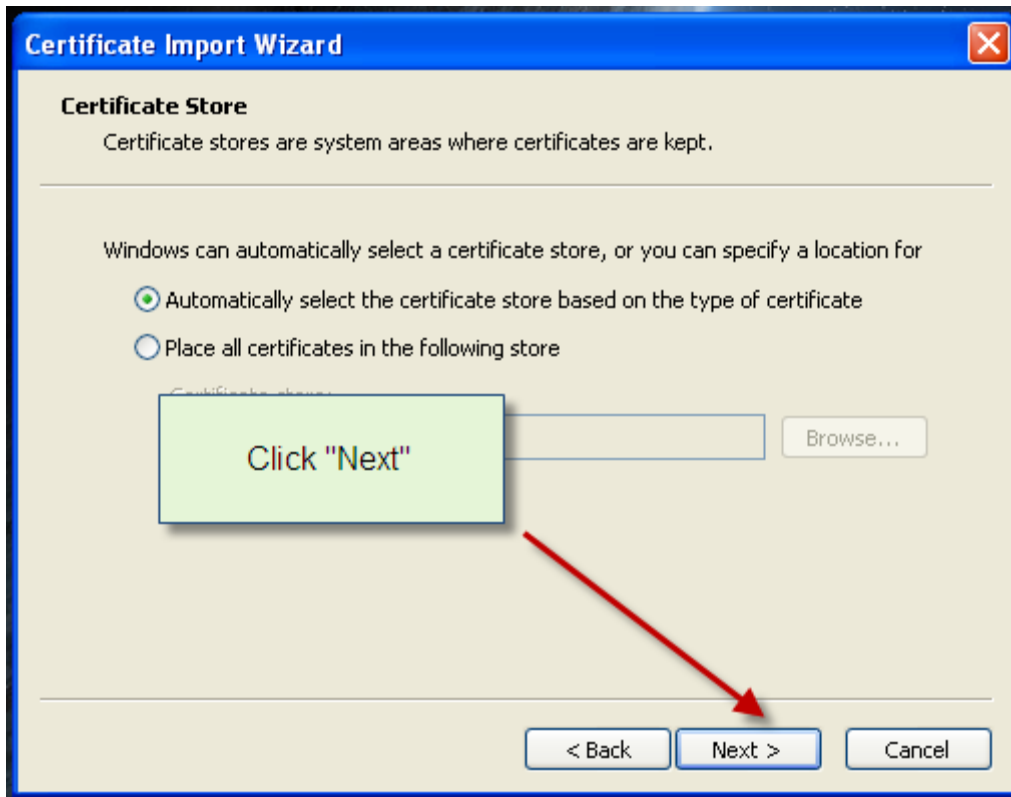 Certificate Import Wizard
Certificate Store
Certificate stores are system areas where certificates are kept.
Windows can automatically select a certificate store, or you can specify a location for
Automatically select the certificate store based on the type of certificate
Place all certificates in the following store
Certificate store:
Browse...
Click "Next"
< Back
Next >
Cancel